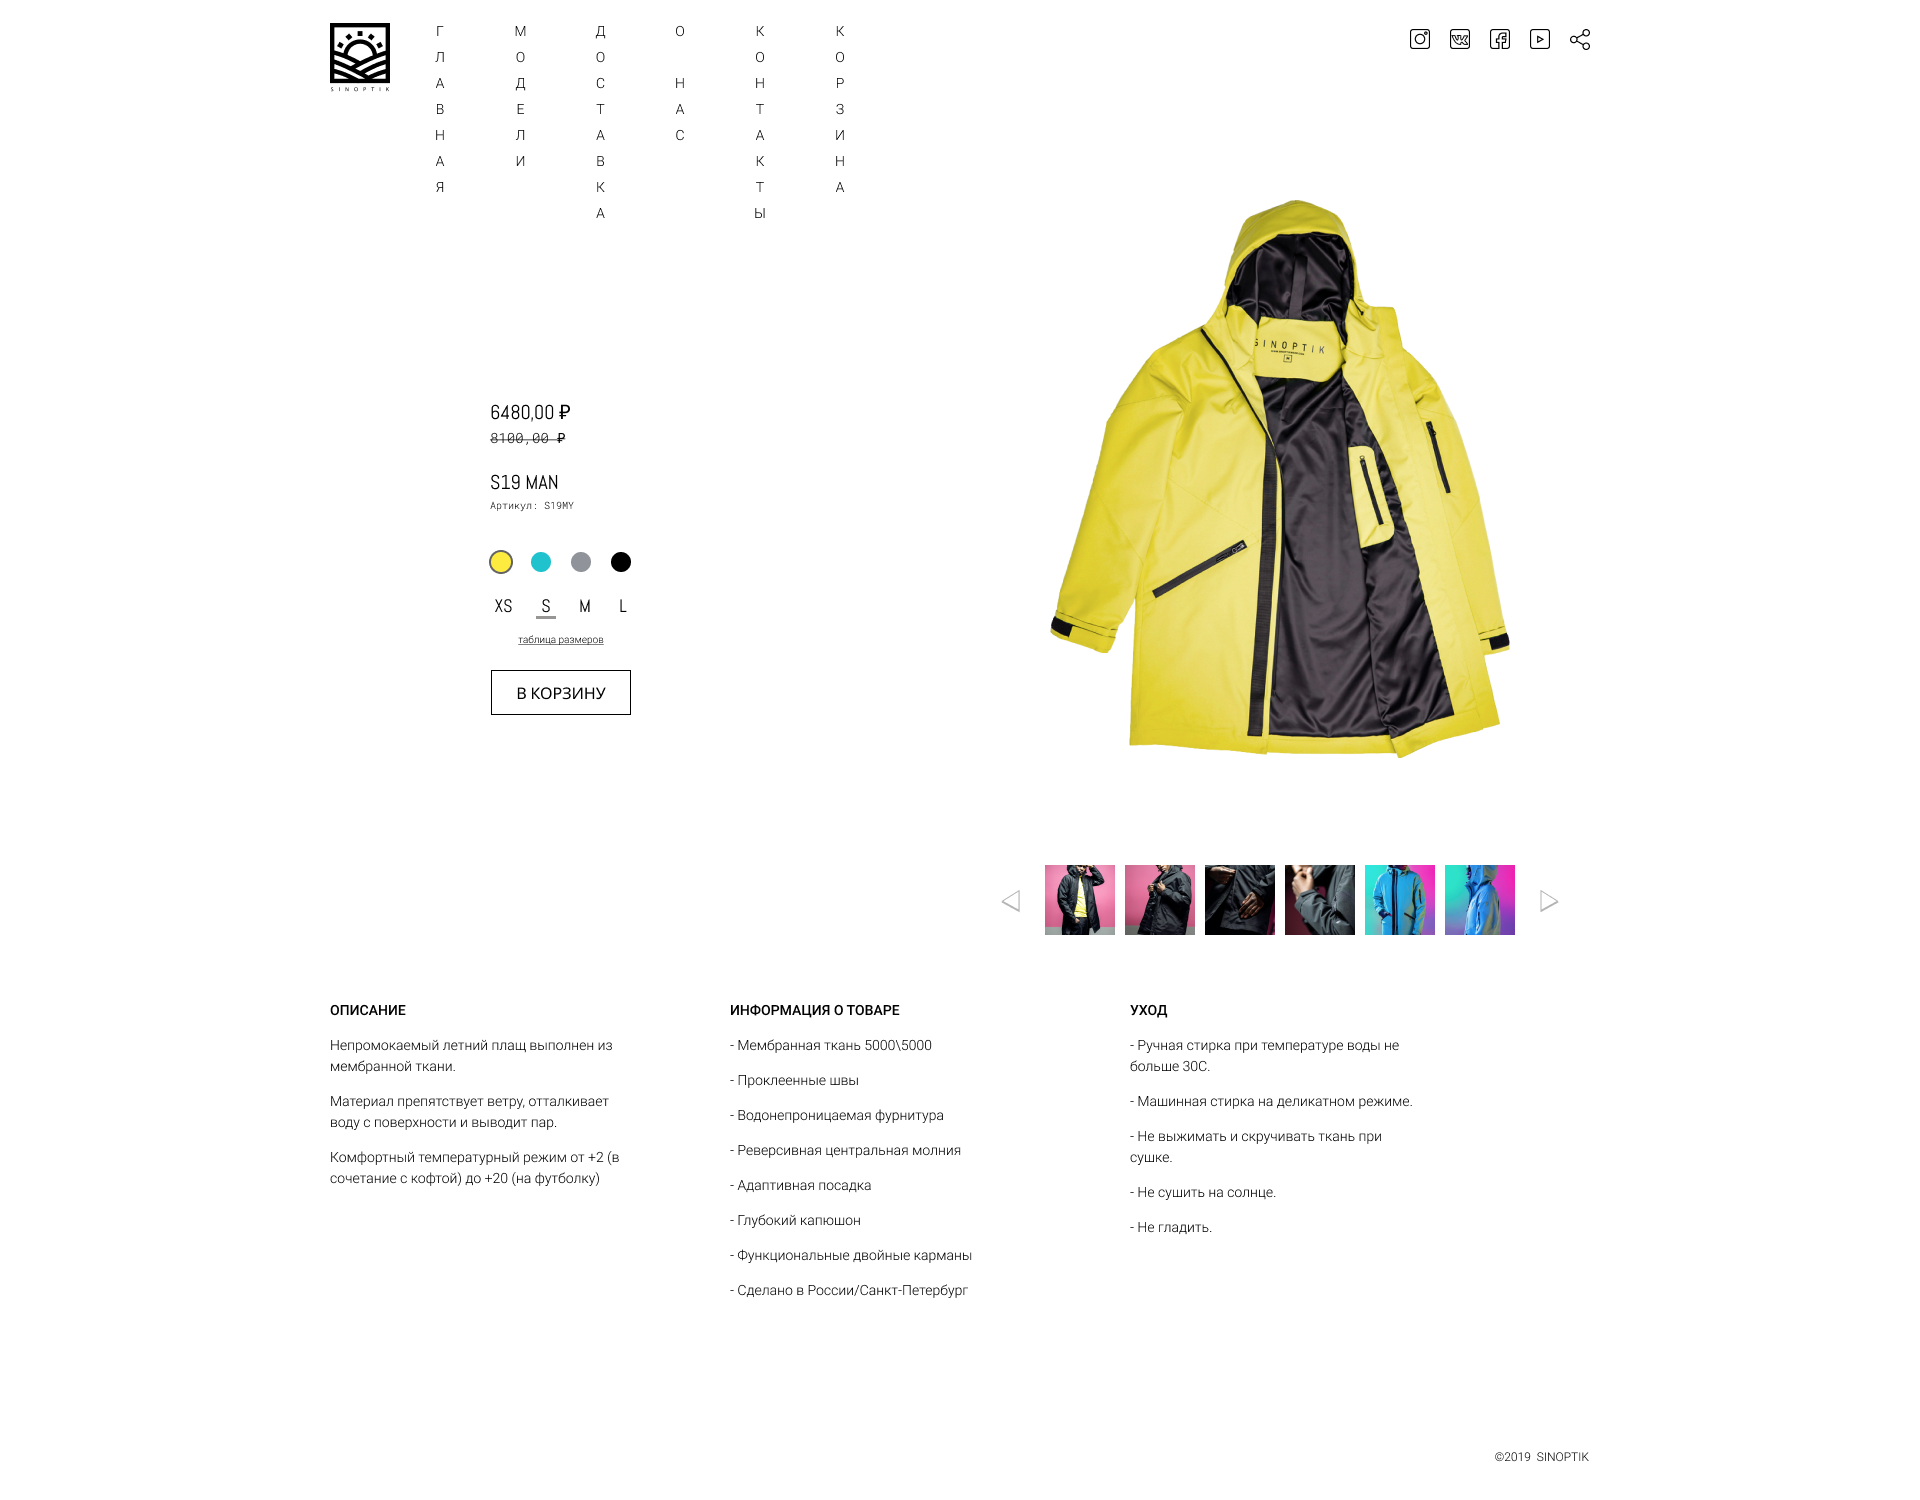 SINOPTIK
ГЛАВНАЯ
МОДЕЛИ
ДОСТАВКА
О НАС
КОНТАКТЫ
КОРЗИНА
SINOPTIK
6480,00 ₽
8100,00 ₽
S19 MAN
Артикул: S19MY
XS S M L
таблица размеров
В КОРЗИНУ
ОПИСАНИЕ
Непромокаемый летний плащ выполнен из
мембранной ткани.
Материал препятствует ветру, отталкивает
воду с поверхности и выводит пар.
Комфортный температурный режим от +2 (в
сочетание с кофтой) до +20 (на футболку)
ИНФОРМАЦИЯ О ТОВАРЕ
- Мембранная ткань 5000\5000
- Проклеенные швы
- Водонепроницаемая фурнитура
- Реверсивная центральная молния
- Адаптивная посадка
- Глубокий капюшон
- Функциональные двойные карманы
- Сделано в России/Санкт-Петербург
УХОД
- Ручная стирка при температуре воды не
больше 30С.
- Машинная стирка на деликатном режиме.
- Не выжимать и скручивать ткань при
сушке.
- Не сушить на солнце.
- Не гладить.
©2019 SINOPTIK